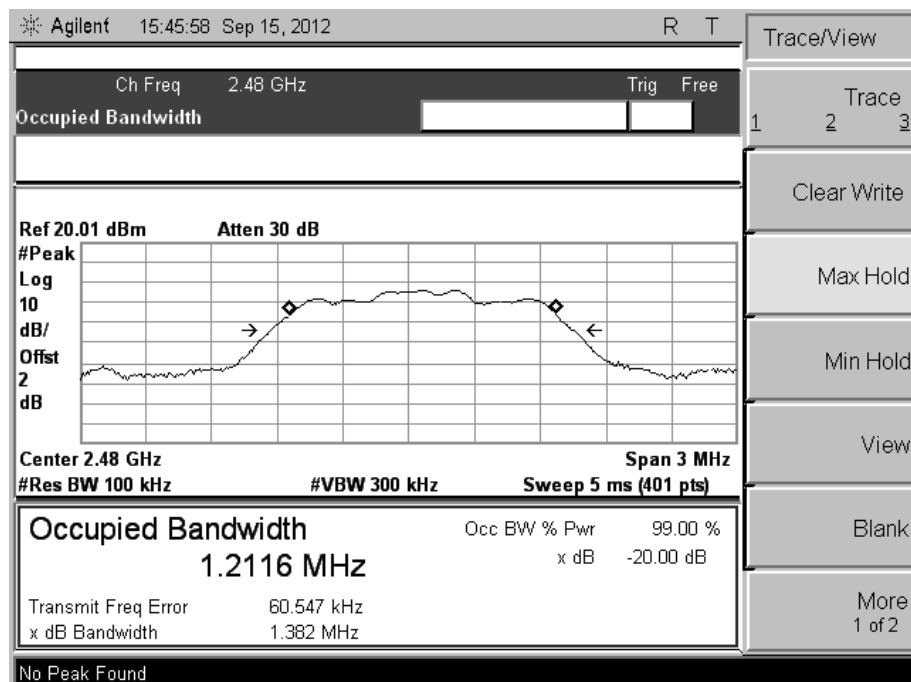 Agilent 15:45:58 Sep 15, 2012 R T
Ch Freq 2.48 GHz Trig Free
Occupied Bandwidth
Ref 20.01 dBm Atten 30 dB
#Peak
Log
10
dB/
Offst
2
dB
Center 2.48 GHz Span 3 MHz
#Res BW 100 kHz #VBW 300 kHz Sweep 5 ms (401 pts)
Occupied Bandwidth
1.2116 MHz
Occ BW % Pwr 99.00 %
x dB -20.00 dB
Transmit Freq Error 60.547 kHz
x dB Bandwidth 1.382 MHz
No Peak Found
Trace/View
Trace
1 2 3
Clear Write
Max Hold
Min Hold
View
Blank
More
1 of 2